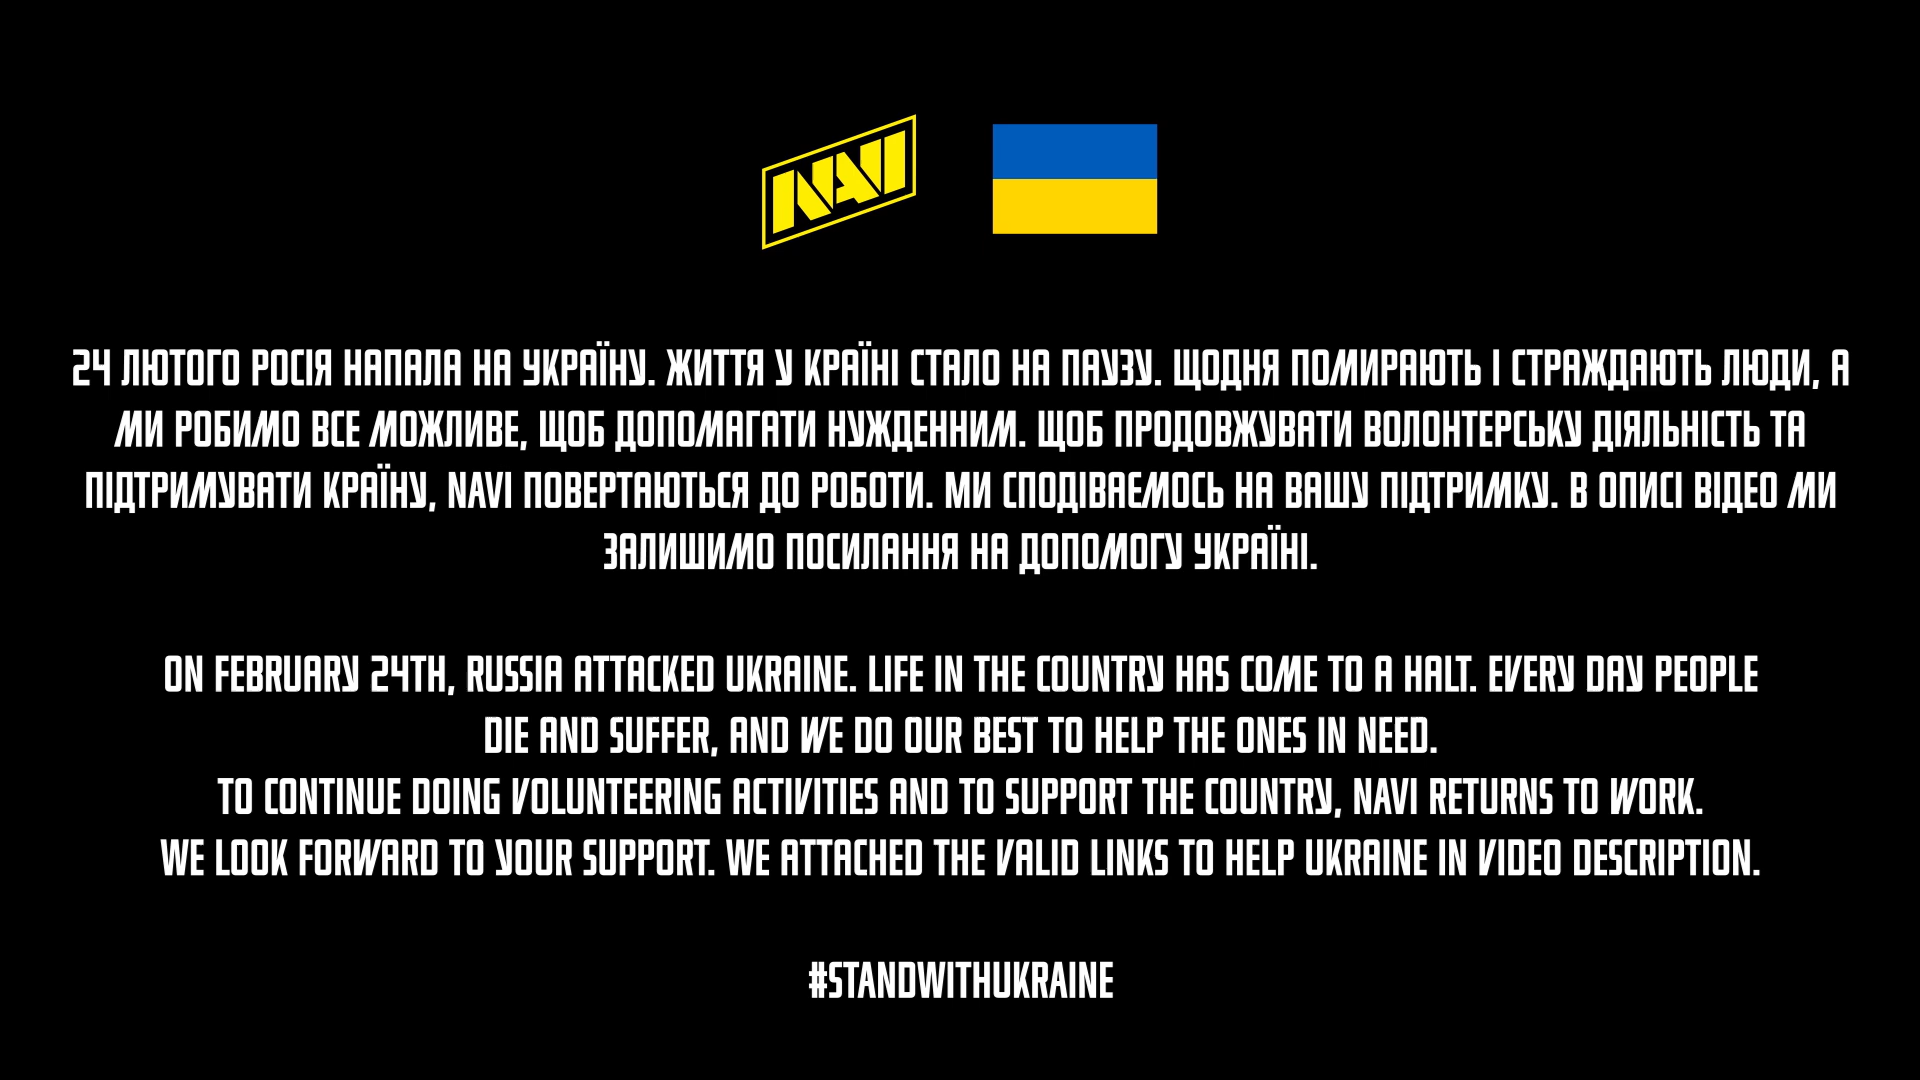 NAVI
24 ЛЮТОГО РОСІЯ НАПАЛА НА УКРАЇНУ. ЖИТТЯ У КРАЇНІ СТАЛО НА ПАУЗУ. ЩОДНЯ ПОМИРАЮТЬ І СТРАЖДАЮТЬ ЛЮДИ, А
МИ РОБИМО ВСЕ МОЖЛИВЕ, ЩОБ ДОПОМАГАТИ НУЖДЕННИМ. ЩОБ ПРОДОВЖУВАТИ ВОЛОНТЕРСЬКУ ДІЯЛЬНІСТЬ ТА
ПІДТРИМУВАТИ КРАЇНУ, NAVI ПОВЕРТАЮТЬСЯ ДО РОБОТИ. МИ СПОДІВАЄМОСЬ НА ВАШУ ПІДТРИМКУ. В ОПИСІ ВІДЕО МИ
ЗАЛИШИМО ПОСИЛАННЯ НА ДОПОМОГУ УКРАЇНІ.
ON FEBRUARY 24TH, RUSSIA ATTACKED UKRAINE. LIFE IN THE COUNTRY HAS COME TO A HALT. EVERY DAY PEOPLE
DIE AND SUFFER, AND WE DO OUR BEST TO HELP THE ONES IN NEED.
TO CONTINUE DOING VOLUNTEERING ACTIVITIES AND TO SUPPORT THE COUNTRY, NAVI RETURNS TO WORK.
WE LOOK FORWARD TO YOUR SUPPORT. WE ATTACHED THE VALID LINKS TO HELP UKRAINE IN VIDEO DESCRIPTION.
#STANDWITHUKRAINE